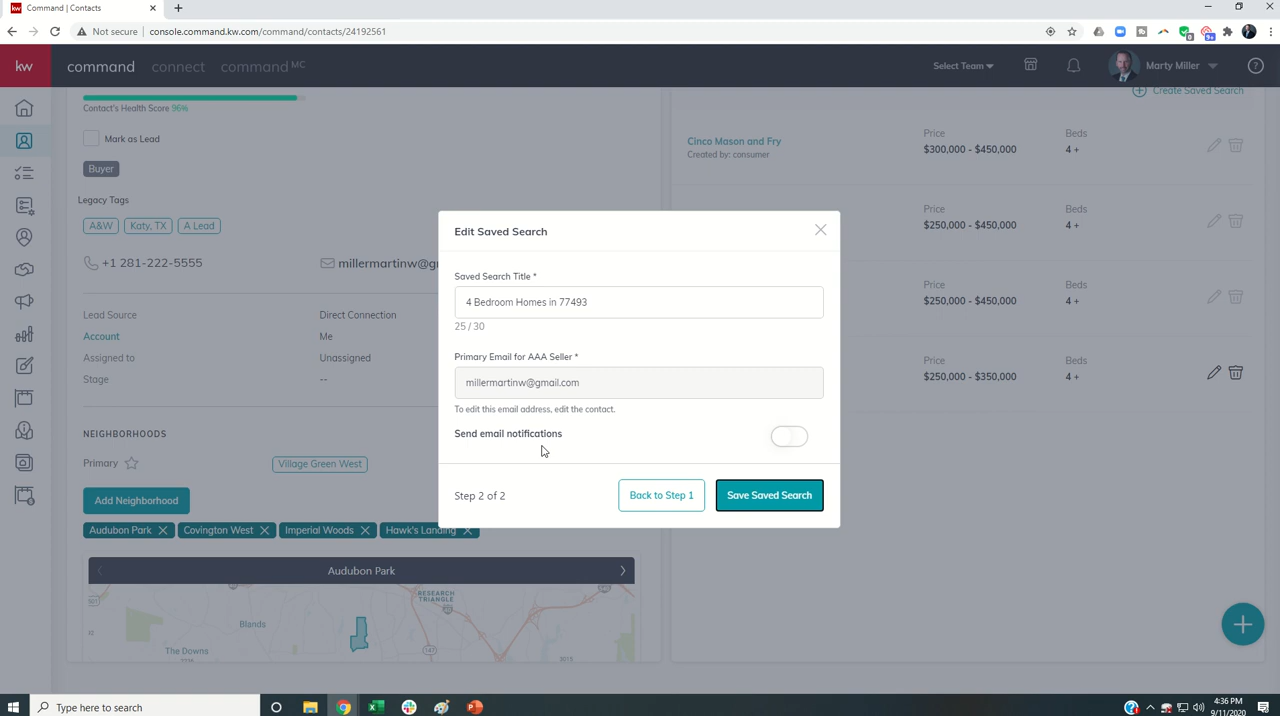 Command | Contacts
Not secure
console.command.kw.com/command/contacts/24192561
kw
command
connect
command MC
Select Team
Marty Miller
Contact's Health Score 96%
Mark as Lead
Buyer
Legacy Tags
A&W
Katy, TX
A Lead
+1 281-222-5555
millermartinw@g
Lead Source
Direct Connection
Account
Me
Assigned to
Unassigned
Stage
--
NEIGHBORHOODS
Primary
Village Green West
Add Neighborhood
Audubon Park
Covington West
Imperial Woods
Hawk's Landing
Audubon Park
RESEARCH
TRIANGLE
Blands
The Downs
Create Saved Search
Cinco Mason and Fry
Created by: consumer
Price
$300,000 - $450,000
Beds
4 +
Price
$250,000 - $450,000
Beds
4 +
Price
$250,000 - $450,000
Beds
4 +
Price
$250,000 - $350,000
Beds
4 +
Edit Saved Search
Saved Search Title *
4 Bedroom Homes in 77493
25 / 30
Primary Email for AAA Seller *
millermartinw@gmail.com
To edit this email address, edit the contact.
Send email notifications
Step 2 of 2
Back to Step 1
Save Saved Search
Type here to search
4:36 PM
9/11/2020